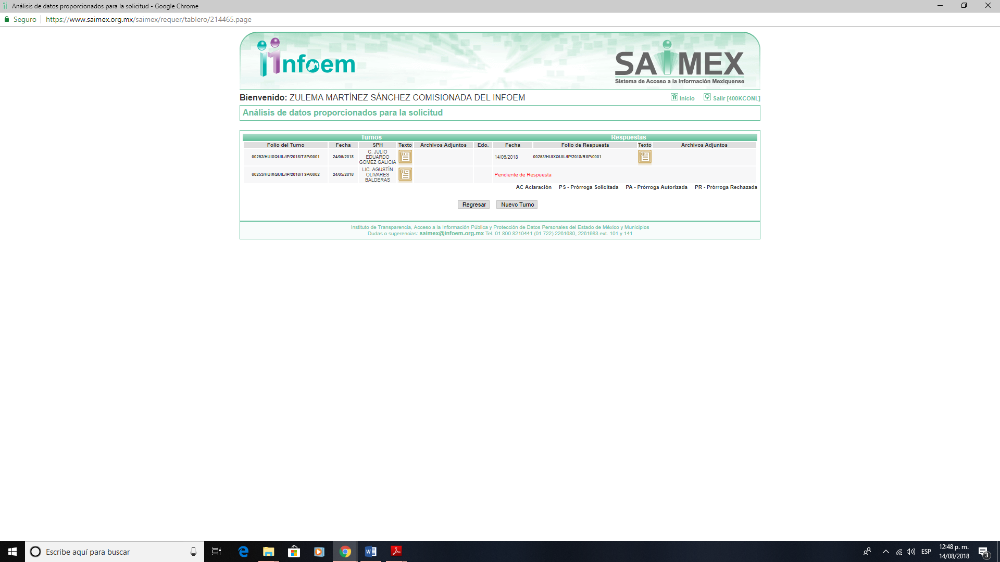 Análisis de datos proporcionados para la solicitud - Google Chrome
Seguro | https://www.saimex.org.mx/saimex/requer/tablero/214465.page
infoem
SAIMEX
Sistema de Acceso a la Información Mexiquense
Bienvenido: ZULEMA MARTÍNEZ SÁNCHEZ COMISIONADA DEL INFOEM
Inicio Salir [400KCONL]
Análisis de datos proporcionados para la solicitud
Turnos Respuestas
Folio del Turno Fecha SPH Texto Archivos Adjuntos Edo. Fecha Folio de Respuesta Texto Archivos Adjuntos
00253/HUIXQUIL/IP/2018/TSP/0001 24/05/2018 C. JULIO EDUARDO GOMEZ GALICIA 14/06/2018 00253/HUIXQUIL/IP/2018/RSP/0001
00253/HUIXQUIL/IP/2018/TSP/0002 24/05/2018 LIC. AGUSTÍN OLIVARES BALDERAS Pendiente de Respuesta
AC Aclaración PS - Prórroga Solicitada PA - Prórroga Autorizada PR - Prórroga Rechazada
Regresar Nuevo Turno
Instituto de Transparencia, Acceso a la Información Pública y Protección de Datos Personales del Estado de México y Municipios
Dudas o sugerencias: saimex@infoem.org.mx Tel. 01 800 8210441 (01 722) 2261680, 2261983 ext. 101 y 141
Escribe aquí para buscar
ESP
12:48 p. m.
14/08/2018
3